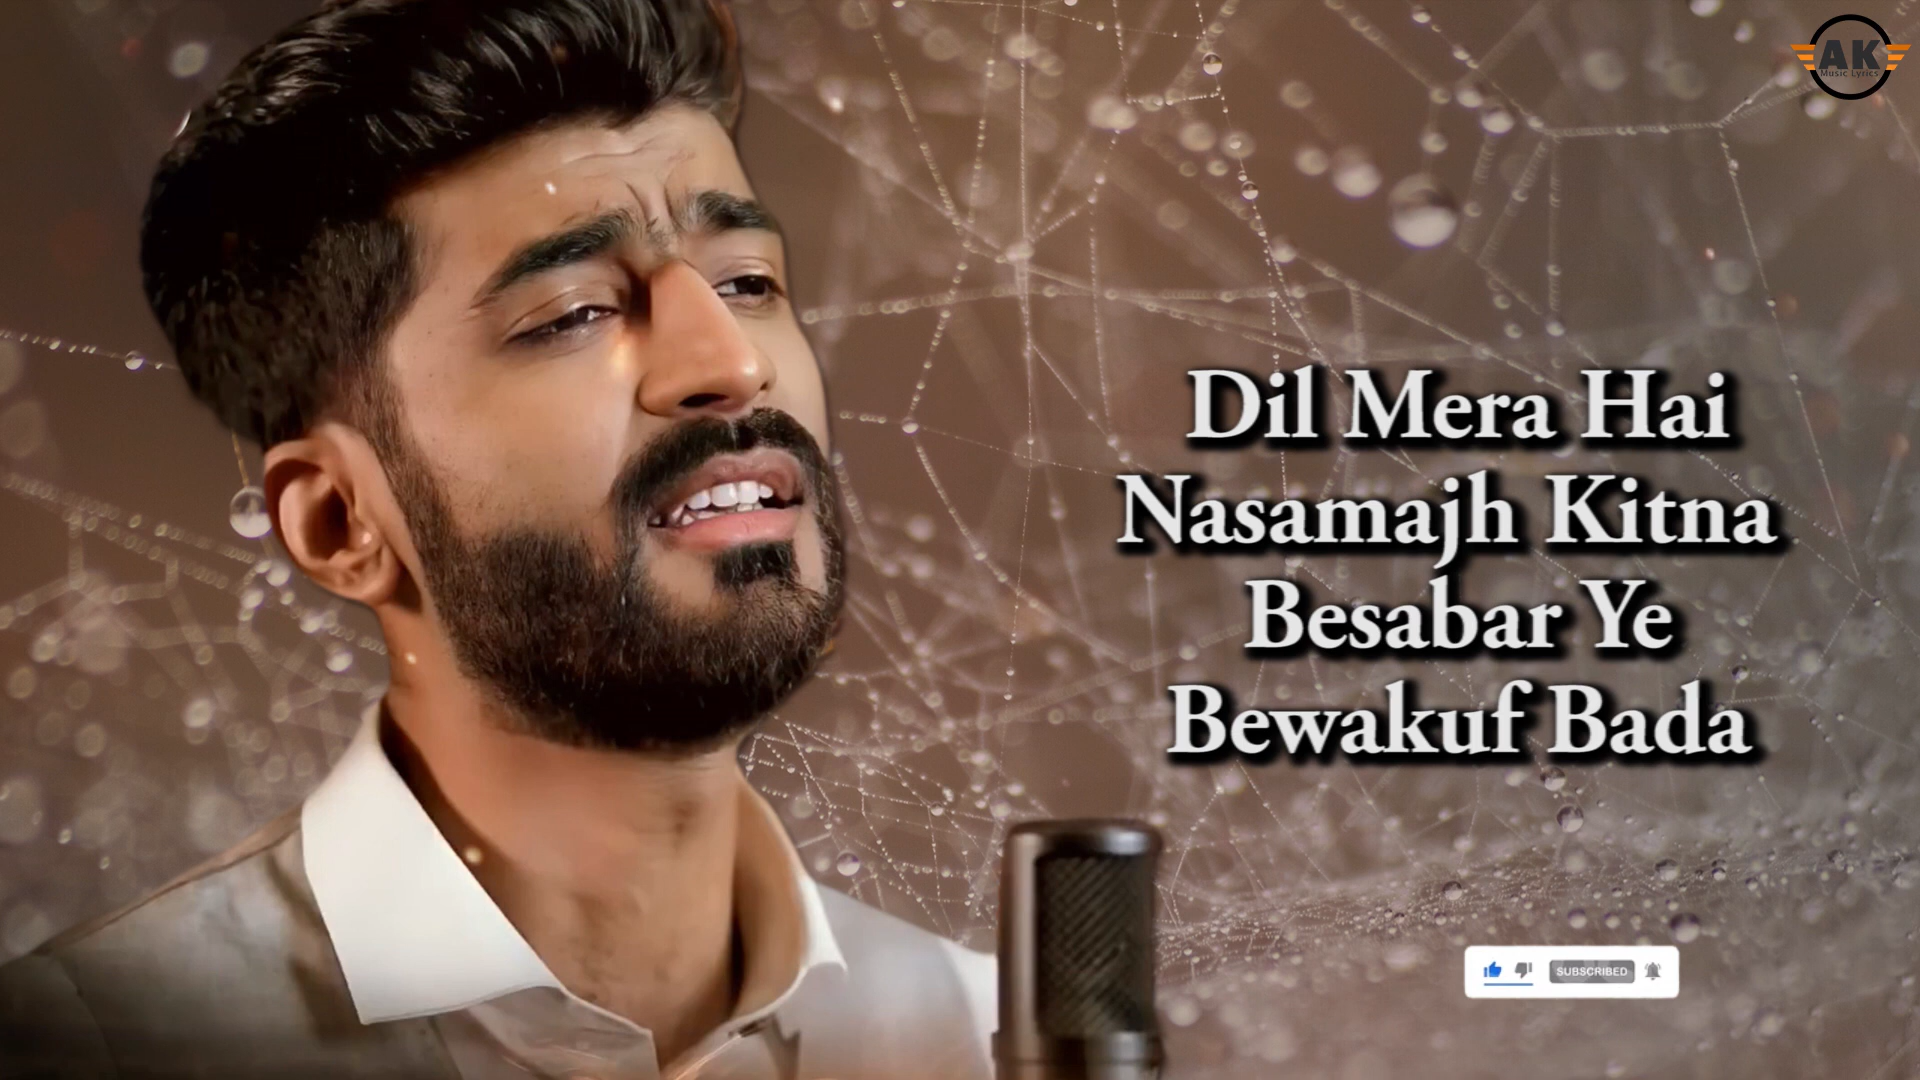 AK
Music Lyrics
Dil Mera Hai
Nasamajh Kitna
Besabar Ye
Bewakuf Bada
SUBSCRIBED